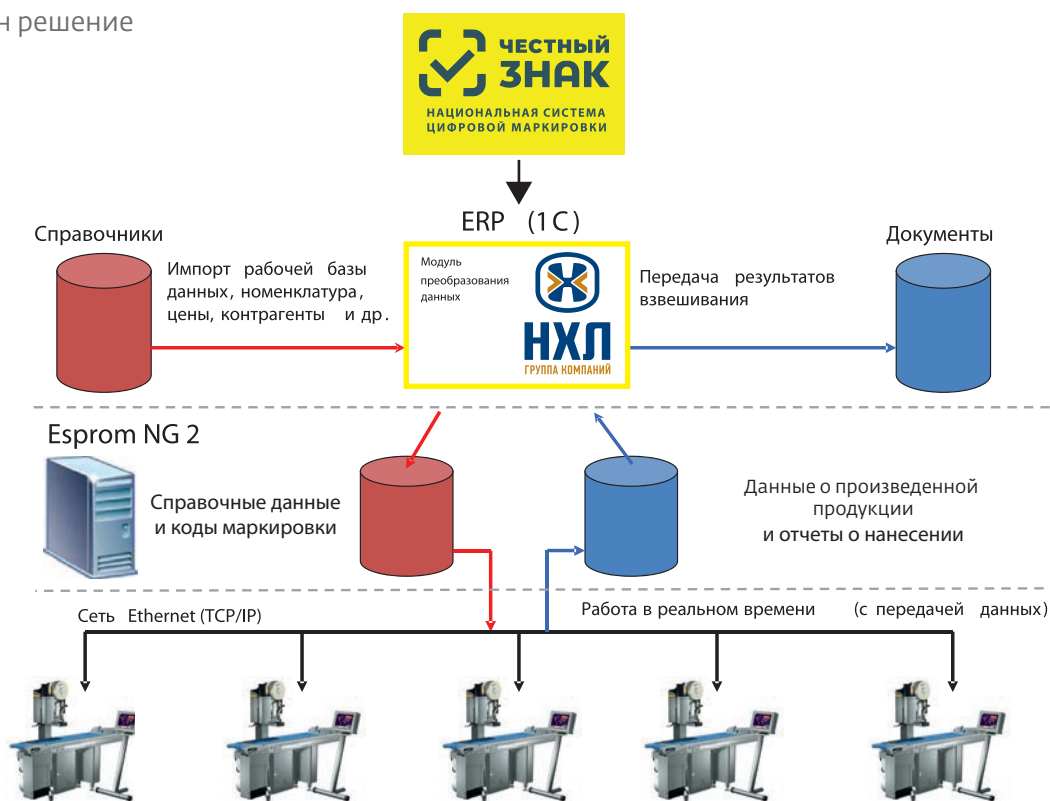 н решение
ЧЕСТНЫЙ
ЗНАК
НАЦИОНАЛЬНАЯ СИСТЕМА
ЦИФРОВОЙ МАРКИРОВКИ
ERP (1С)
Справочники
Документы
Импорт рабочей базы
данных, номенклатура,
цены, контрагенты и др.
Модуль
преобразования
данных
НХЛ
ГРУППА КОМПАНИЙ
Передача результатов
взвешивания
Esprom NG 2
Справочные данные
и коды маркировки
Данные о произведенной
продукции
и отчеты о нанесении
Сеть Ethernet (TCP/IP)
Работа в реальном времени (с передачей данных)